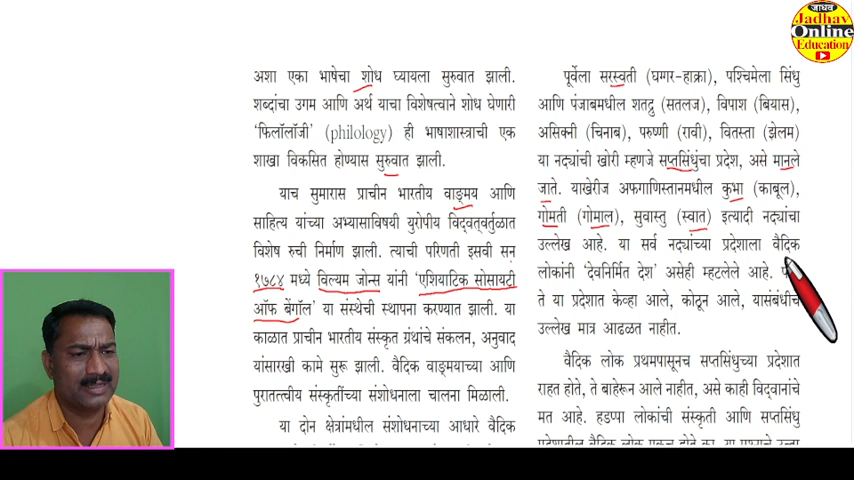 जाधव
Jadhav
Online
Education
अशा एका भाषेचा शोध घ्यायला सुरुवात झाली.
शब्दांचा उगम आणि अर्थ याचा विशेषत्वाने शोध घेणारी
‘फिलॉलॉजी’ (philology) ही भाषाशास्त्राची एक
शाखा विकसित होण्यास सुरुवात झाली.
याच सुमारास प्राचीन भारतीय वाङ्मय आणि
साहित्य यांच्या अभ्यासाविषयी युरोपीय विद्वत्‌वर्तुळात
विशेष रुची निर्माण झाली. त्याची परिणती इसवी सन
१७८४ मध्ये विल्यम जोन्स यांनी ‘एशियाटिक सोसायटी
ऑफ बेंगॉल’ या संस्थेची स्थापना करण्यात झाली. या
काळात प्राचीन भारतीय संस्कृत ग्रंथांचे संकलन, अनुवाद
यांसारखी कामे सुरू झाली. वैदिक वाङ्मयाच्या आणि
पुरातत्त्वीय संस्कृतींच्या संशोधनाला चालना मिळाली.
या दोन क्षेत्रांमधील संशोधनाच्या आधारे वैदिक
पूर्वेला सरस्वती (घग्गर-हाक्रा), पश्चिमेला सिंधु
आणि पंजाबमधील शतद्रु (सतलज), विपाश (बियास),
असिक्नी (चिनाब), परुष्णी (रावी), वितस्ता (झेलम)
या नद्यांची खोरी म्हणजे सप्तसिंधुंचा प्रदेश, असे मानले
जाते. याखेरीज अफगाणिस्तानमधील कुभा (काबूल),
गोमती (गोमाल), सुवास्तु (स्वात) इत्यादी नद्यांचा
उल्लेख आहे. या सर्व नद्यांच्या प्रदेशाला वैदिक
लोकांनी ‘देवनिर्मित देश’ असेही म्हटलेले आहे.
ते या प्रदेशात केव्हा आले, कोठून आले, यासंबंधीचे
उल्लेख मात्र आढळत नाहीत.
वैदिक लोक प्रथमपासूनच सप्तसिंधुच्या प्रदेशात
राहत होते, ते बाहेरून आले नाहीत, असे काही विद्वानांचे
मत आहे. हडप्पा लोकांची संस्कृती आणि सप्तसिंधु